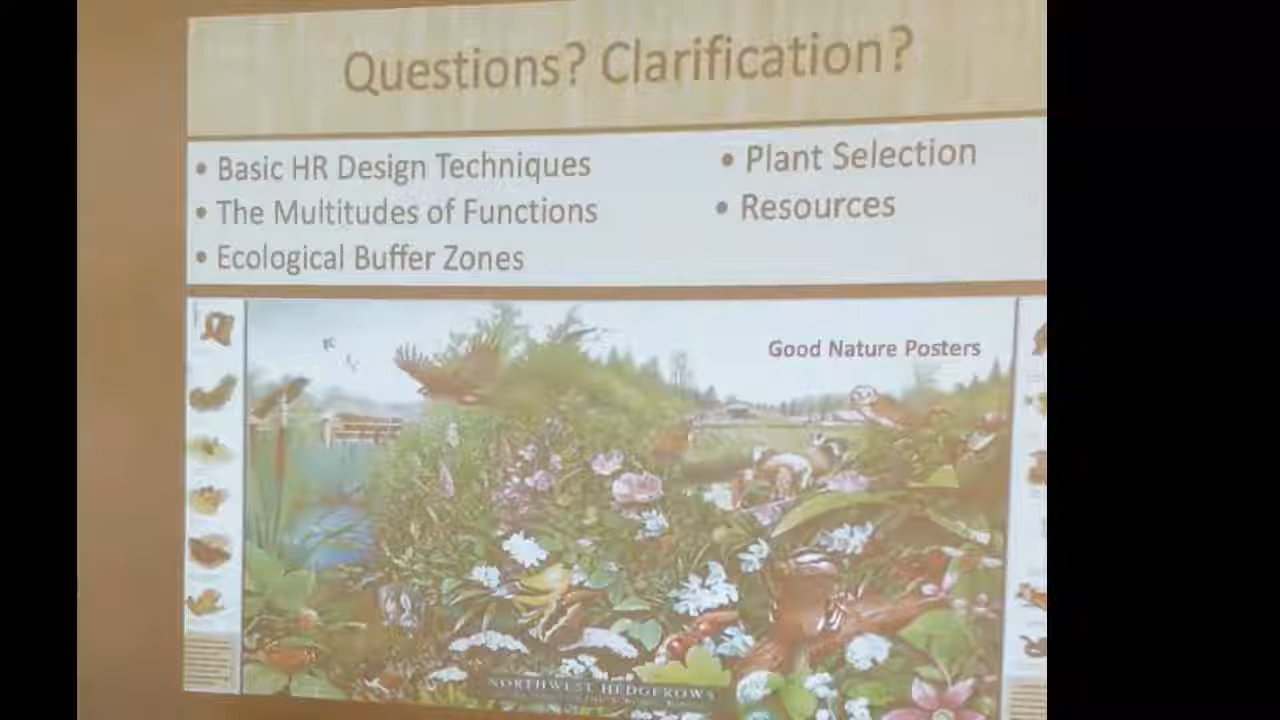 Questions? Clarification?
• Basic HR Design Techniques
• The Multitudes of Functions
• Ecological Buffer Zones
• Plant Selection
• Resources
Good Nature Posters
NORTHWEST HEDGEROWS